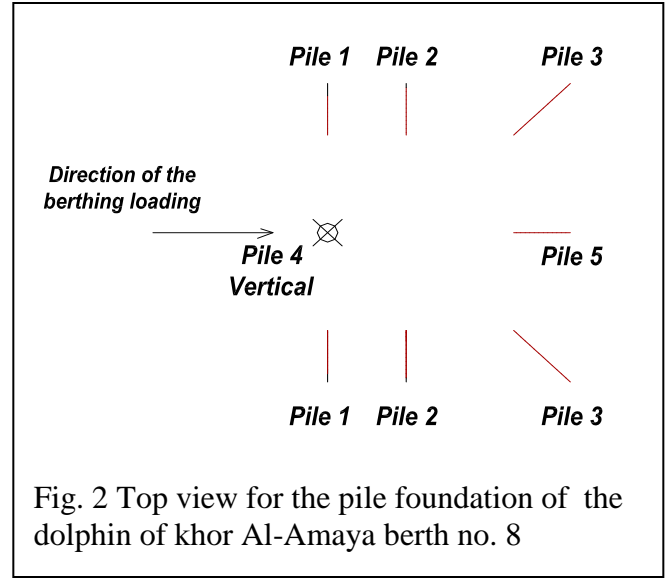 Pile 1 Pile 2 Pile 3
Direction of the
berthing loading
Pile 4
Vertical
Pile 5
Pile 1 Pile 2 Pile 3
Fig. 2 Top view for the pile foundation of the
dolphin of khor Al-Amaya berth no. 8